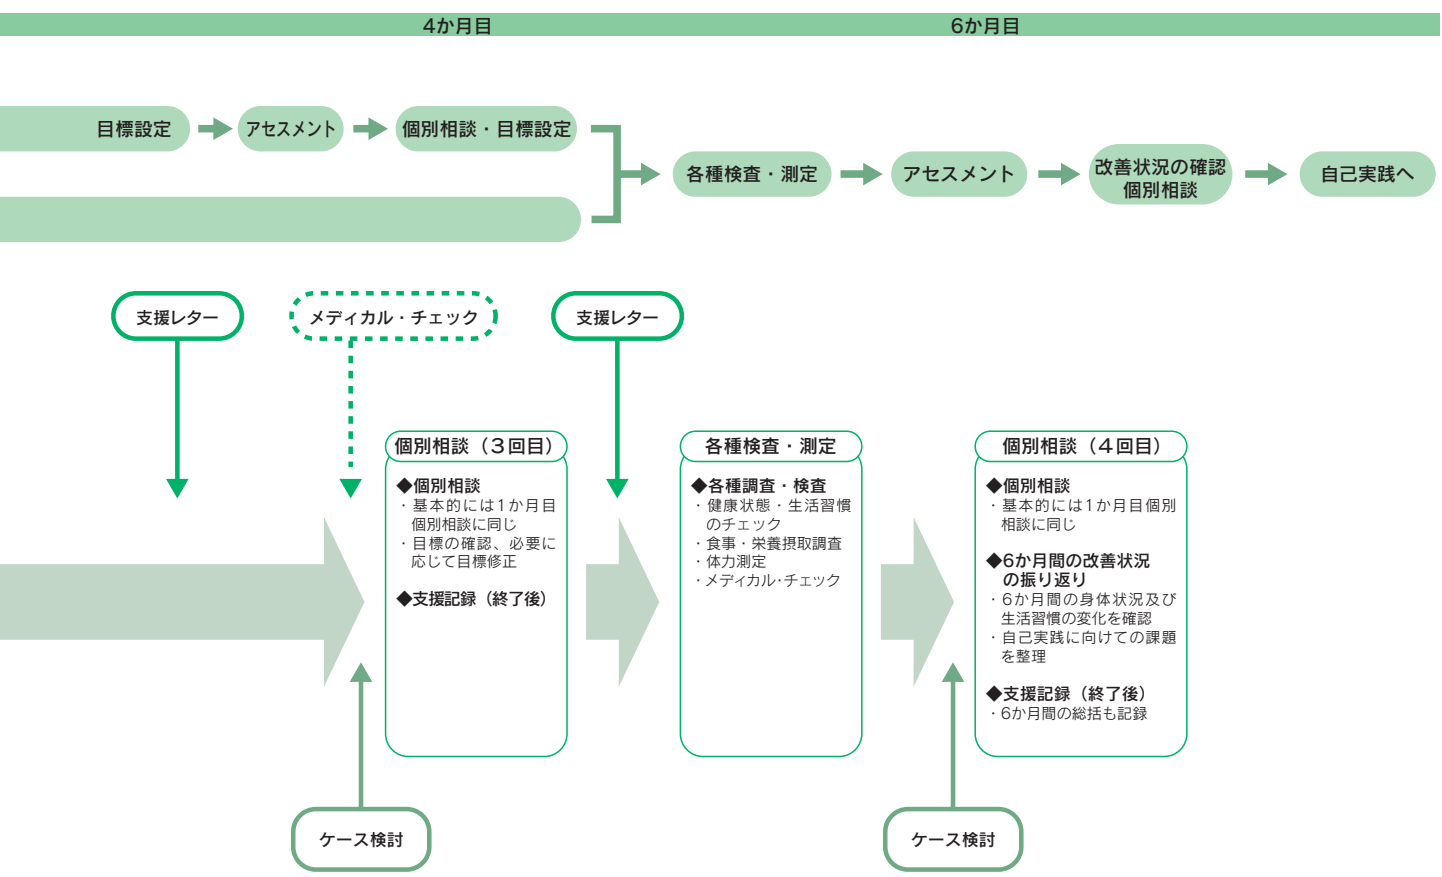 4か月目
6か月目
目標設定
アセスメント
個別相談・目標設定
各種検査・測定
アセスメント
改善状況の確認
個別相談
自己実践へ
支援レター
メディカル・チェック
支援レター
個別相談（３回目）
◆個別相談
・基本的には1か月目
個別相談に同じ
・目標の確認、必要に
応じて目標修正
◆支援記録（終了後）
各種検査・測定
◆各種調査・検査
・健康状態・生活習慣
のチェック
・食事・栄養摂取調査
・体力測定
・メディカル・チェック
個別相談（４回目）
◆個別相談
・基本的には1か月目個別
相談に同じ
◆6か月間の改善状況
の振り返り
・6か月間の身体状況及び
生活習慣の変化を確認
・自己実践に向けての課題
を整理
◆支援記録（終了後）
・6か月間の総括も記録
ケース検討
ケース検討